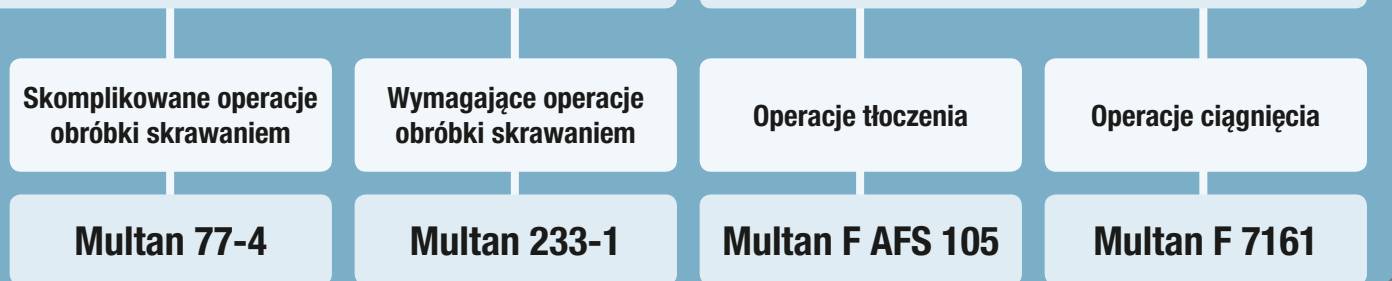 Skomplikowane operacje
obróbki skrawaniem
Wymagające operacje
obróbki skrawaniem
Operacje tłoczenia
Operacje ciągnięcia
Multan 77-4
Multan 233-1
Multan F AFS 105
Multan F 7161